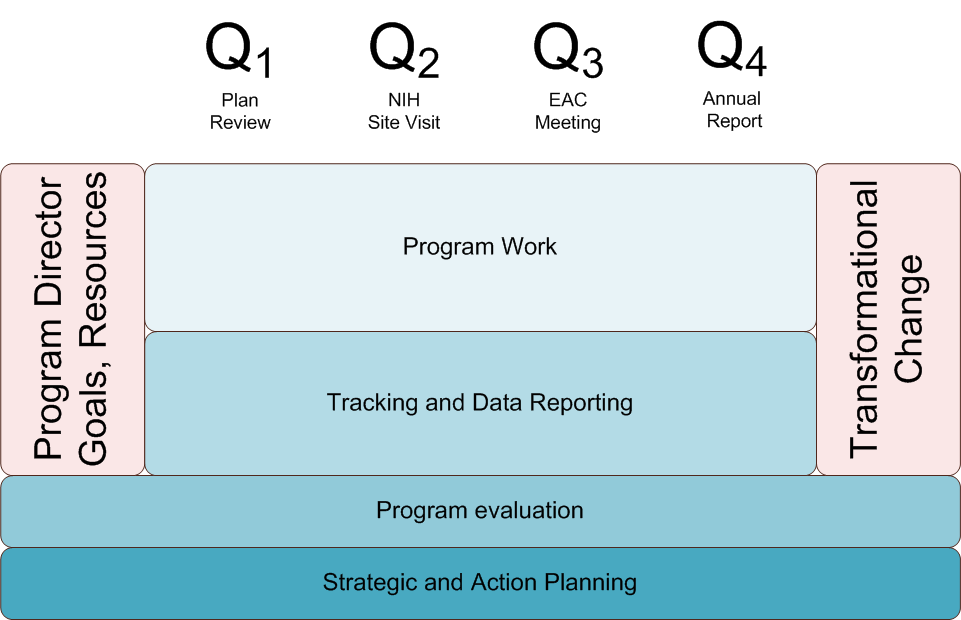 Q1
Plan
Review
Q2
NIH
Site Visit
Q3
EAC
Meeting
Q4
Annual
Report
Program Director
Goals, Resources
Program Work
Tracking and Data Reporting
Transformational
Change
Program evaluation
Strategic and Action Planning